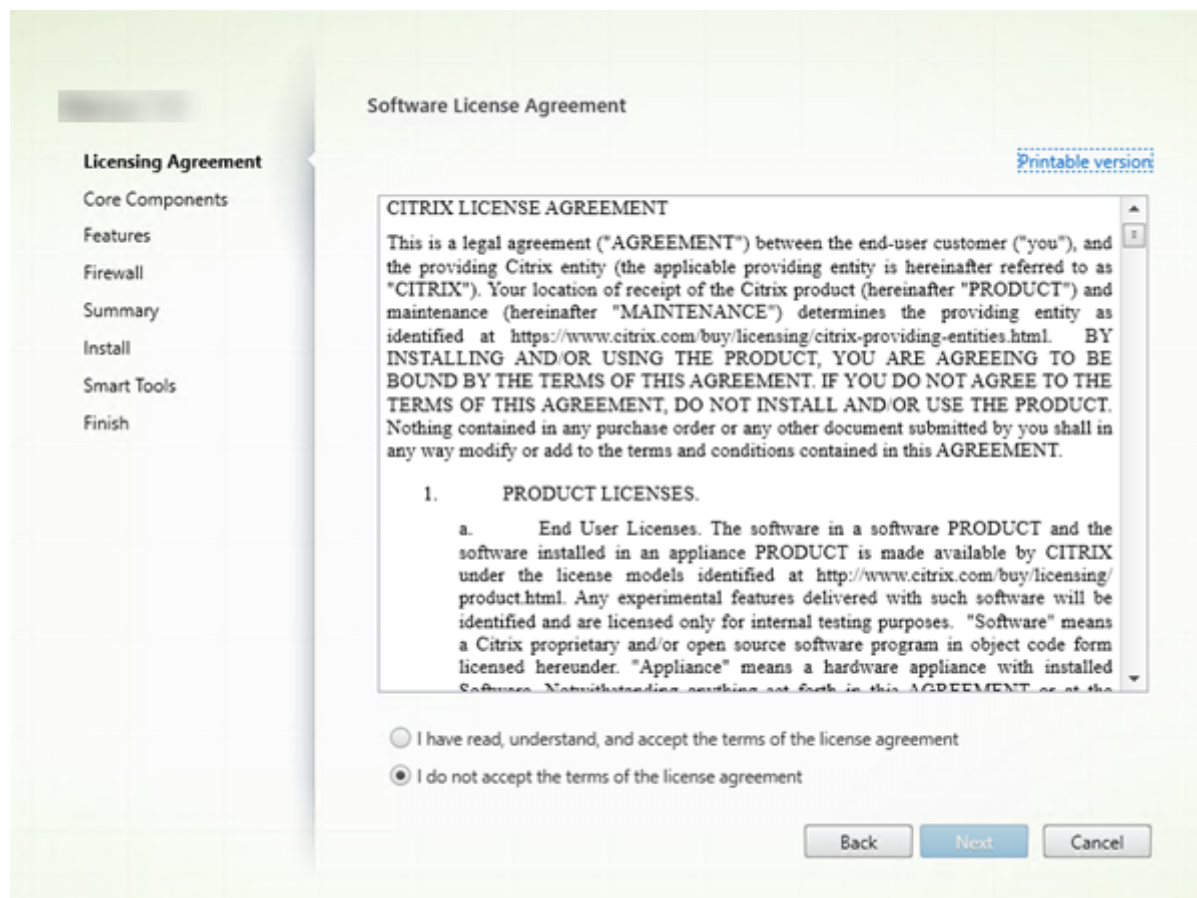 Software License Agreement
Licensing Agreement
Core Components
Features
Firewall
Summary
Install
Smart Tools
Finish
Printable version
CITRIX LICENSE AGREEMENT
This is a legal agreement ("AGREEMENT") between the end-user customer ("you"), and
the providing Citrix entity (the applicable providing entity is hereinafter referred to as
"CITRIX"). Your location of receipt of the Citrix product (hereinafter "PRODUCT") and
maintenance (hereinafter "MAINTENANCE") determines the providing entity as
identified at https://www.citrix.com/buy/licensing/citrix-providing-entities.html. BY
INSTALLING AND/OR USING THE PRODUCT, YOU ARE AGREEING TO BE
BOUND BY THE TERMS OF THIS AGREEMENT. IF YOU DO NOT AGREE TO THE
TERMS OF THIS AGREEMENT, DO NOT INSTALL AND/OR USE THE PRODUCT.
Nothing contained in any purchase order or any other document submitted by you shall in
any way modify or add to the terms and conditions contained in this AGREEMENT.
1. PRODUCT LICENSES.
a. End User Licenses. The software in a software PRODUCT and the
software installed in an appliance PRODUCT is made available by CITRIX
under the license models identified at http://www.citrix.com/buy/licensing/
product.html. Any experimental features delivered with such software will be
identified and are licensed only for internal testing purposes. "Software" means
a Citrix proprietary and/or open source software program in object code form
licensed hereunder. "Appliance" means a hardware appliance with installed
Software. Notwithstanding anything set forth in this AGREEMENT or at the
I have read, understand, and accept the terms of the license agreement
I do not accept the terms of the license agreement
Back
Next
Cancel